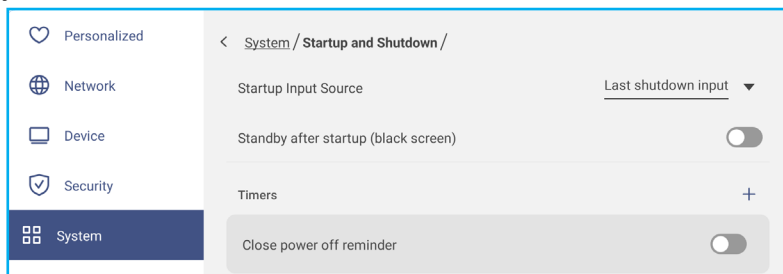 Personalized
Network
Device
Security
System
System / Startup and Shutdown /
Startup Input Source
Last shutdown input
Standby after startup (black screen)
Timers
Close power off reminder